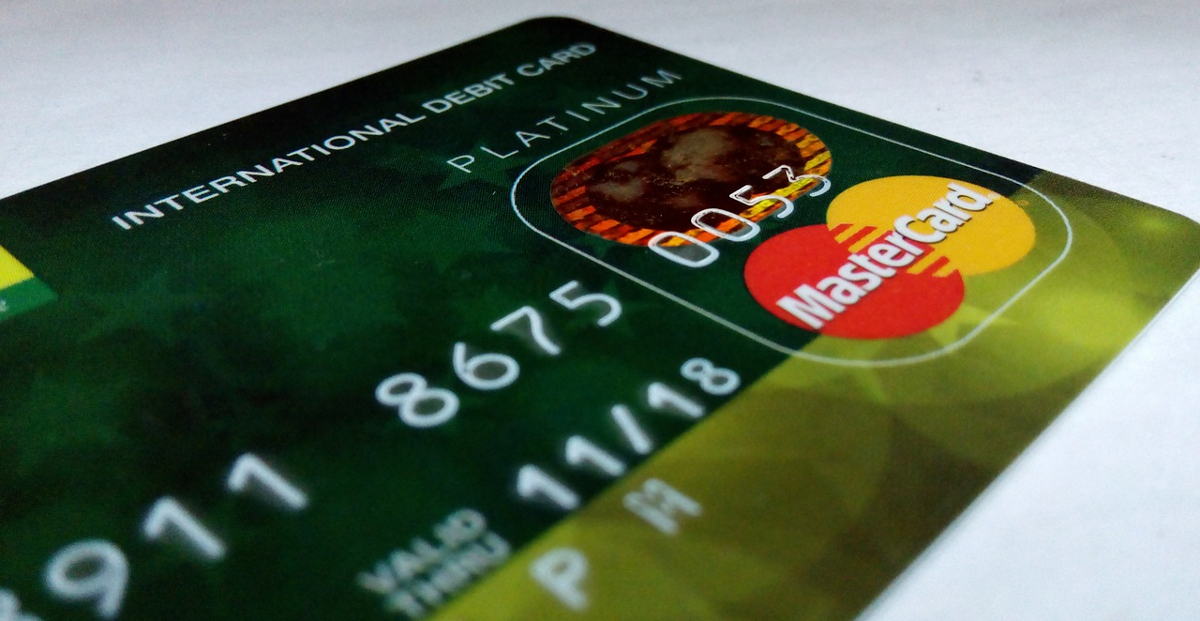 INTERNATIONAL DEBIT CARD
PLATINUM
911 8675 0053
MasterCard
VALID
THRU 11/18
P H